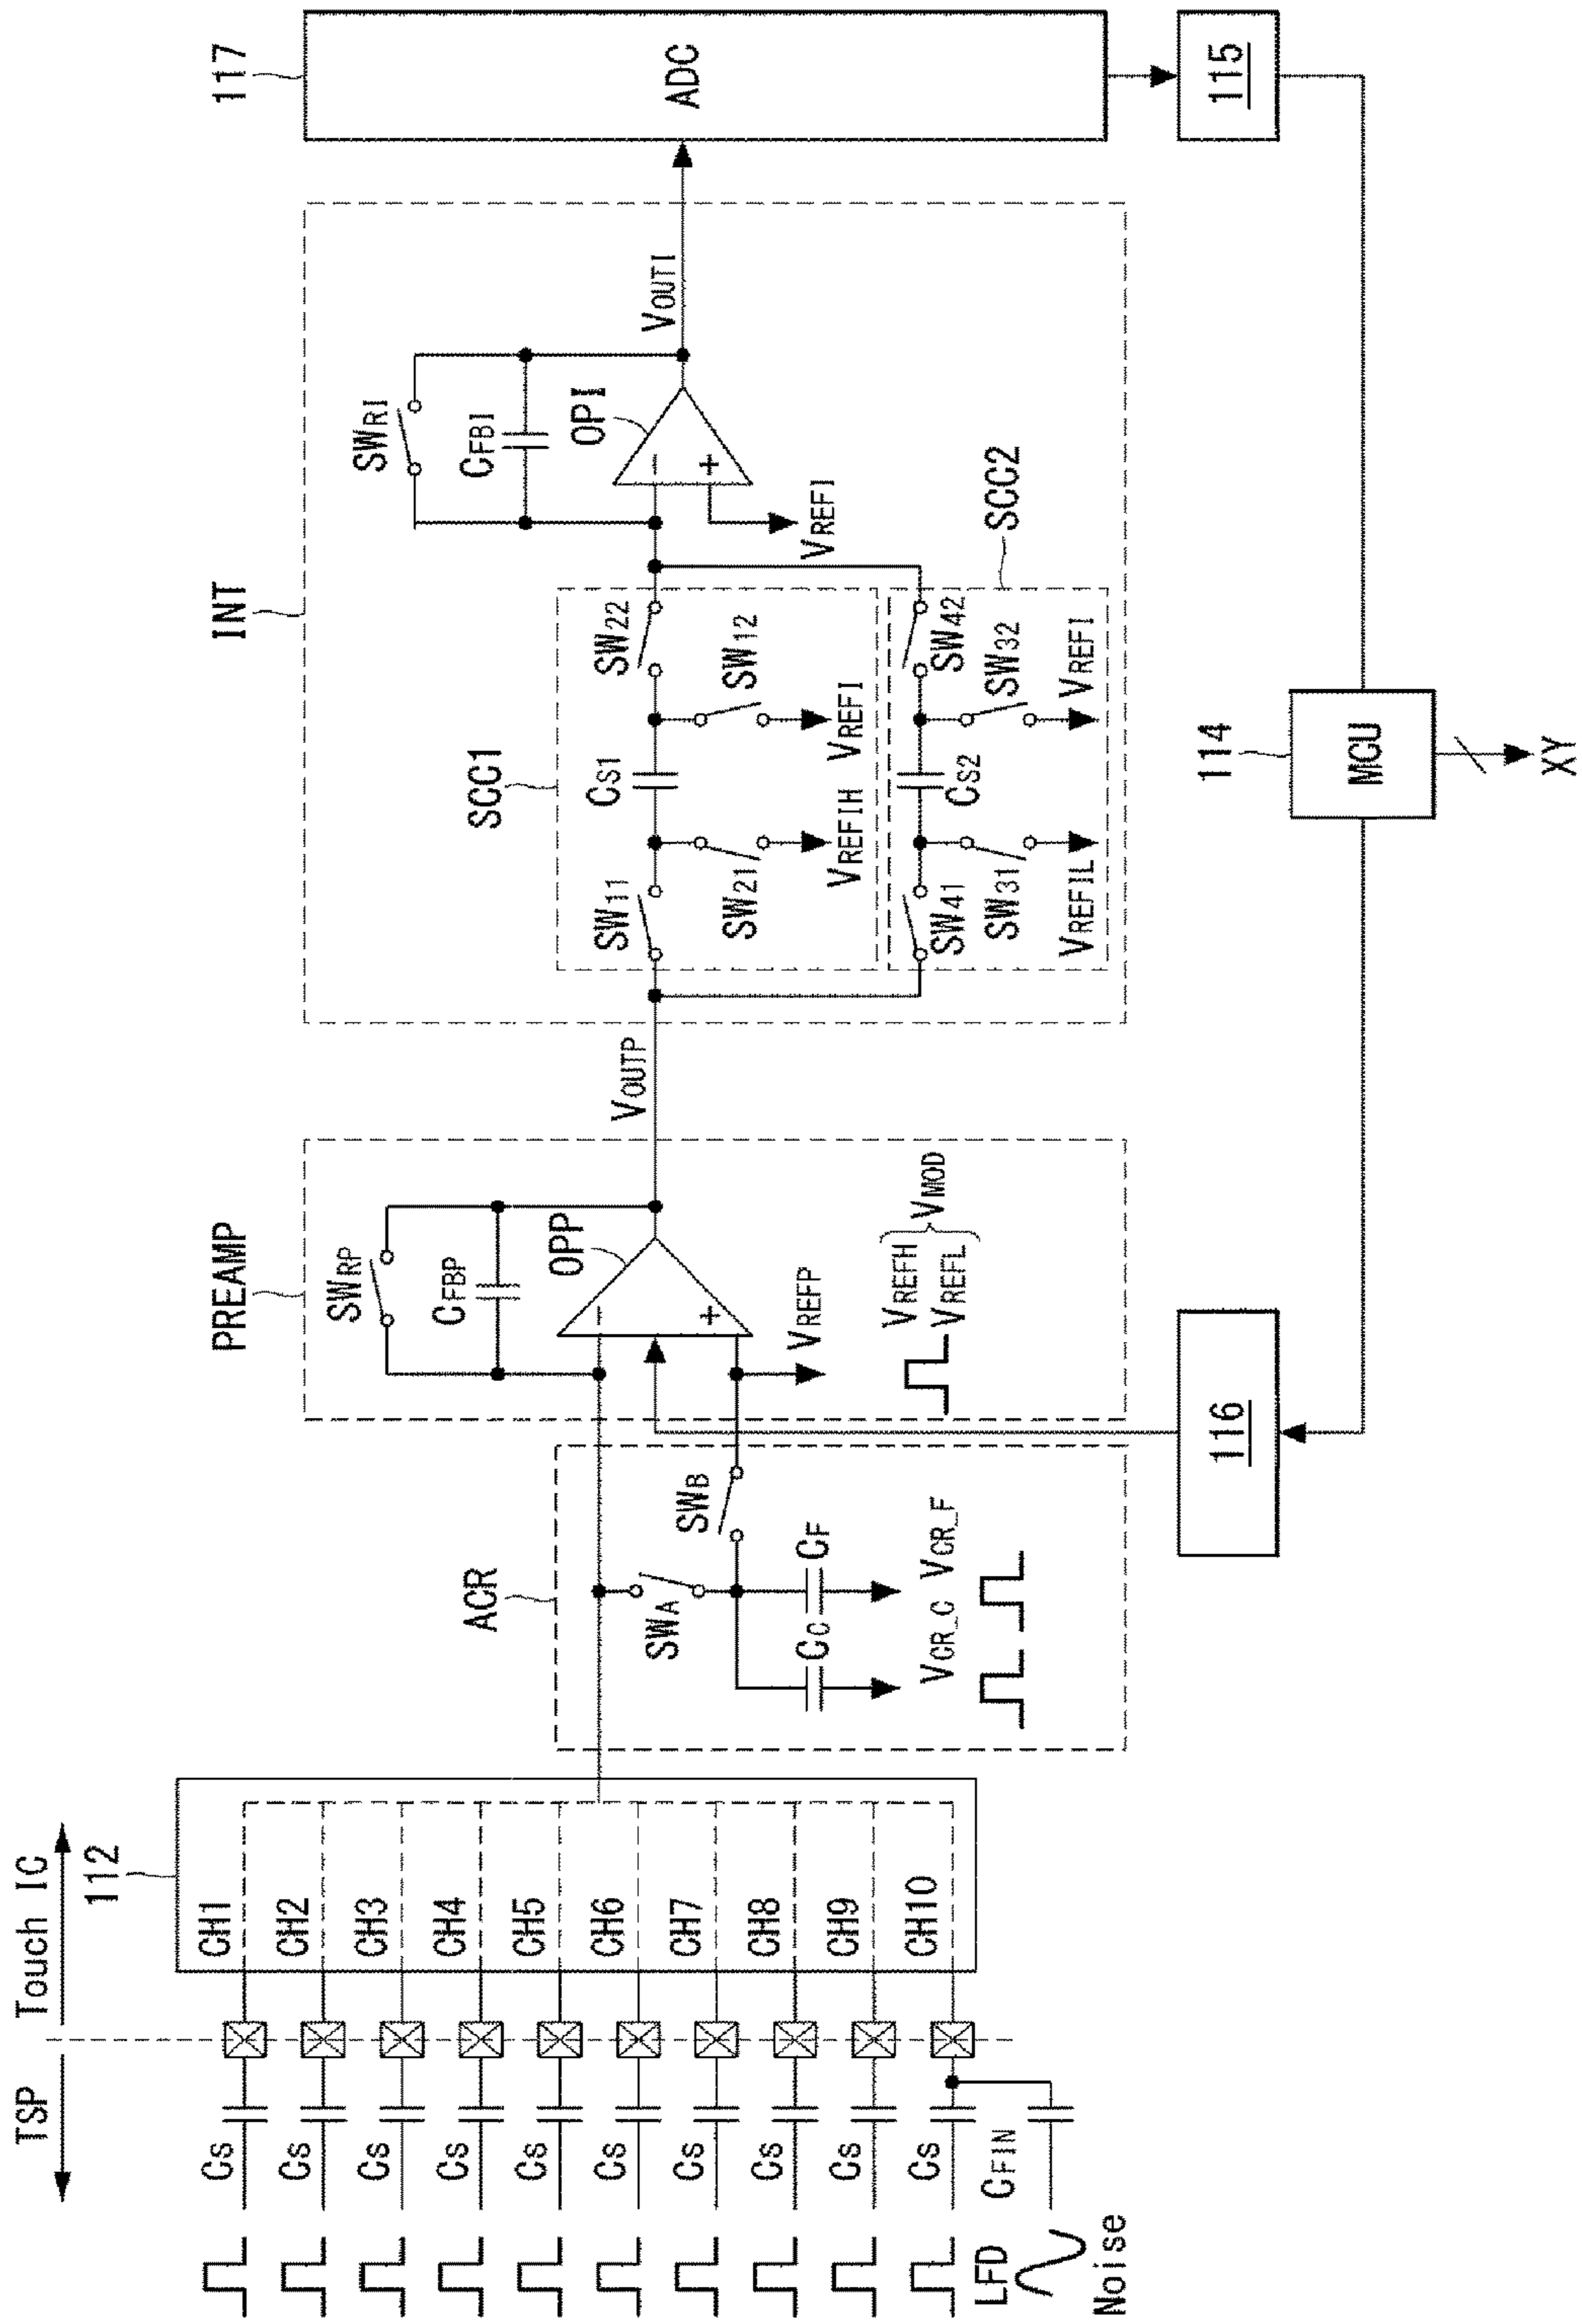 TSP
Touch IC
112
CH1
CH2
CH3
CH4
CH5
CH6
CH7
CH8
CH9
CH10
CS
CS
CS
CS
CS
CS
CS
CS
CS
CS
CFIN
LFD
Noise
ACR
SWA
SWB
CC
CF
VCR_C
VCR_F
PREAMP
SWRP
CFBP
OPP
-
+
VREFP
VREFH
VREFL
VMOD
VOUTP
INT
SCC1
SW11
SW21
CS1
SW22
SW12
VREFIH
VREFI
SCC2
SW41
SW31
CS2
SW42
SW32
VREFIL
VREFI
SWRI
CFBI
OPI
-
+
VREFI
VOUTI
117
ADC
115
116
114
MCU
XY